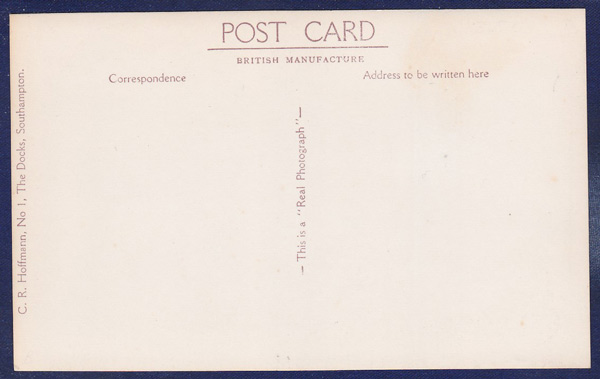 POST CARD
BRITISH MANUFACTURE
Correspondence
Address to be written here
— This is a "Real Photograph" —
C. R. Hoffmann, No 1, The Docks, Southampton.